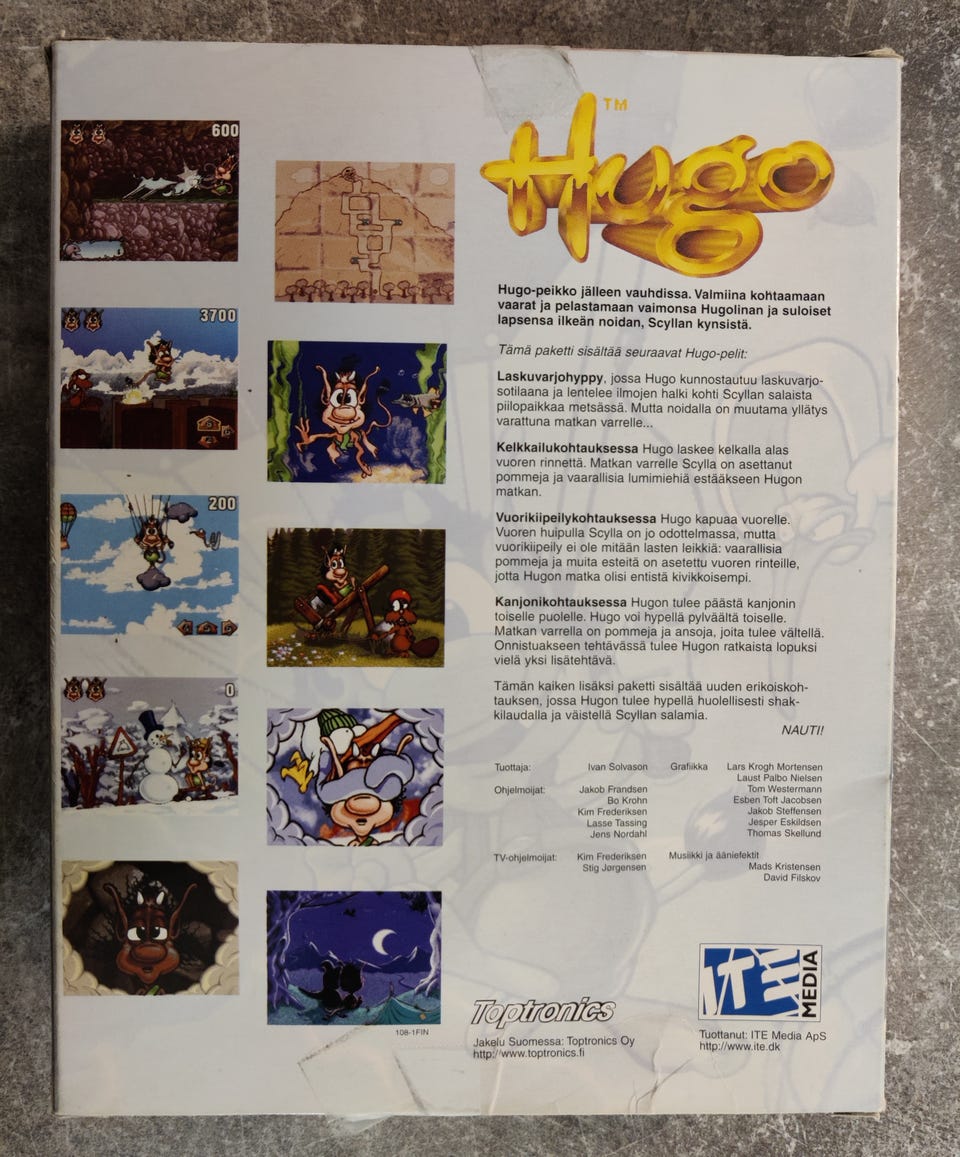 600
3700
200
0
Hugo™
Hugo-peikko jälleen vauhdissa. Valmiina kohtaamaan
vaarat ja pelastamaan vaimonsa Hugolinan ja suloiset
lapsensa ilkeän noidan, Scyllan kynsistä.
Tämä paketti sisältää seuraavat Hugo-pelit:
Laskuvarjohyppy, jossa Hugo kunnostautuu laskuvarjo-
sotilaana ja lentelee ilmojen halki kohti Scyllan salaista
piilopaikkaa metsässä. Mutta noidalla on muutama yllätys
varattuna matkan varrelle...
Kelkkailukohtauksessa Hugo laskee kelkalla alas
vuoren rinnettä. Matkan varrelle Scylla on asettanut
pommeja ja vaarallisia lumimiehiä estääkseen Hugon
matkan.
Vuorikiipeilykohtauksessa Hugo kapuaa vuorelle.
Vuoren huipulla Scylla on jo odottelmassa, mutta
vuorikiipeily ei ole mitään lasten leikkiä: vaarallisia
pommeja ja muita esteitä on asetettu vuoren rinteille,
jotta Hugon matka olisi entistä kivikkoisempi.
Kanjonikohtauksessa Hugon tulee päästä kanjonin
toiselle puolelle. Hugo voi hypellä pylväältä toiselle.
Matkan varrella on pommeja ja ansoja, joita tulee vältellä.
Onnistuakseen tehtävässä tulee Hugon ratkaista lopuksi
vielä yksi lisätehtävä.
Tämän kaiken lisäksi paketti sisältää uuden erikoiskoh-
tauksen, jossa Hugon tulee hypellä huolellisesti shak-
kilaudalla ja väistellä Scyllan salamia.
NAUTI!
Tuottaja: Ivan Solvason
Ohjelmoijat: Jakob Frandsen
Bo Krohn
Kim Frederiksen
Lasse Tassing
Jens Nordahl
TV-ohjelmoijat: Kim Frederiksen
Stig Jørgensen
Grafiikka Lars Krogh Mortensen
Laust Palbo Nielsen
Tom Westermann
Esben Toft Jacobsen
Jakob Steffensen
Jesper Eskildsen
Thomas Skellund
Musiikki ja ääniefektit
Mads Kristensen
David Filskov
108-1FIN
Toptronics
Jakelu Suomessa: Toptronics Oy
http://www.toptronics.fi
ITE MEDIA
Tuottanut: ITE Media ApS
http://www.ite.dk